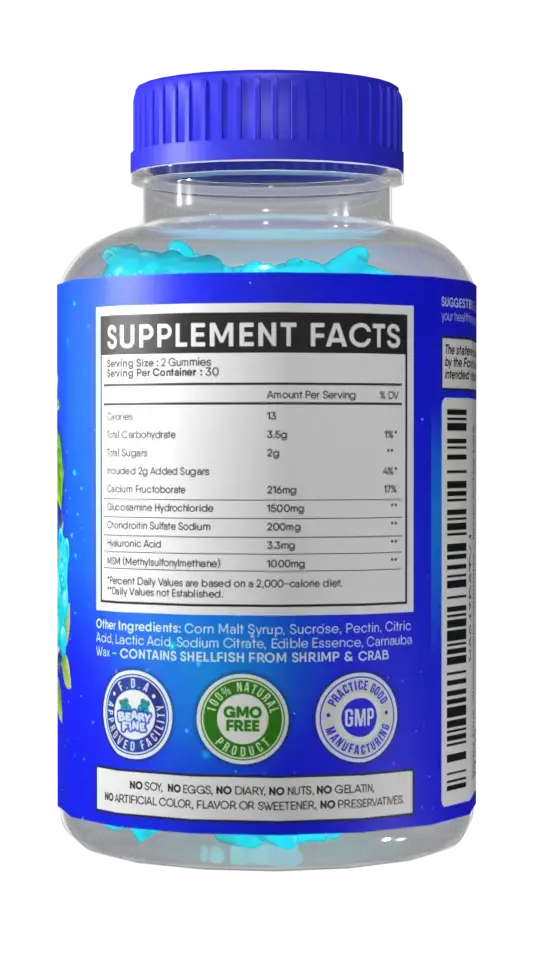 SUPPLEMENT FACTS
Serving Size : 2 Gummies
Serving Per Container : 30
Amount Per Serving % DV
Calories 13
Total Carbohydrate 3.5g 1%*
Total Sugars 2g **
Included 2g Added Sugars 4%*
Calcium Fructoborate 216mg 17%
Glucosamine Hydrochloride 1500mg **
Chondroitin Sulfate Sodium 200mg **
Hyaluronic Acid 3.3mg **
MSM (Methylsulfonylmethane) 1000mg **
*Percent Daily Values are based on a 2,000-calorie diet.
**Daily Values not Established.
Other Ingredients: Corn Malt Syrup, Sucrose, Pectin, Citric
Acid, Lactic Acid, Sodium Citrate, Edible Essence, Carnauba
Wax - CONTAINS SHELLFISH FROM SHRIMP & CRAB
• F.D.A •
BEARY
FINE
APPROVED FACILITY
100% NATURAL
GMO
FREE
PRODUCT
PRACTICE GOOD
GMP
MANUFACTURING
NO SOY, NO EGGS, NO DIARY, NO NUTS, NO GELATIN,
NO ARTIFICIAL COLOR, FLAVOR OR SWEETENER, NO PRESERVATIVES.
your health
The
by the
intended